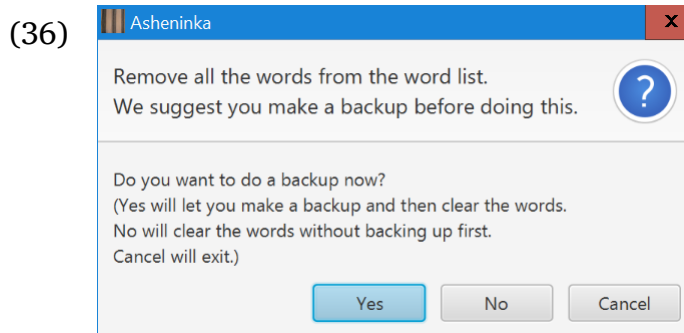 (36)
Asheninka
x
Remove all the words from the word list.
We suggest you make a backup before doing this.
?
Do you want to do a backup now?
(Yes will let you make a backup and then clear the words.
No will clear the words without backing up first.
Cancel will exit.)
Yes No Cancel